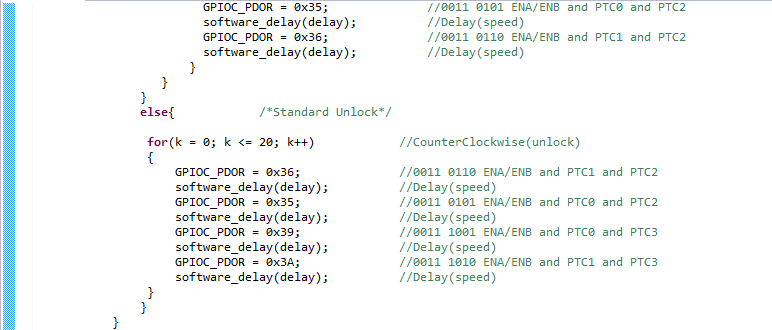 GPIOC_PDOR = 0x35; //0011 0101 ENA/ENB and PTC0 and PTC2
software_delay(delay); //Delay(speed)
GPIOC_PDOR = 0x36; //0011 0110 ENA/ENB and PTC1 and PTC2
software_delay(delay); //Delay(speed)
}
}
}
else{ /*Standard Unlock*/
for(k = 0; k <= 20; k++) //CounterClockwise(unlock)
{
GPIOC_PDOR = 0x36; //0011 0110 ENA/ENB and PTC1 and PTC2
software_delay(delay); //Delay(speed)
GPIOC_PDOR = 0x35; //0011 0101 ENA/ENB and PTC0 and PTC2
software_delay(delay); //Delay(speed)
GPIOC_PDOR = 0x39; //0011 1001 ENA/ENB and PTC0 and PTC3
software_delay(delay); //Delay(speed)
GPIOC_PDOR = 0x3A; //0011 1010 ENA/ENB and PTC1 and PTC3
software_delay(delay); //Delay(speed)
}
}
}